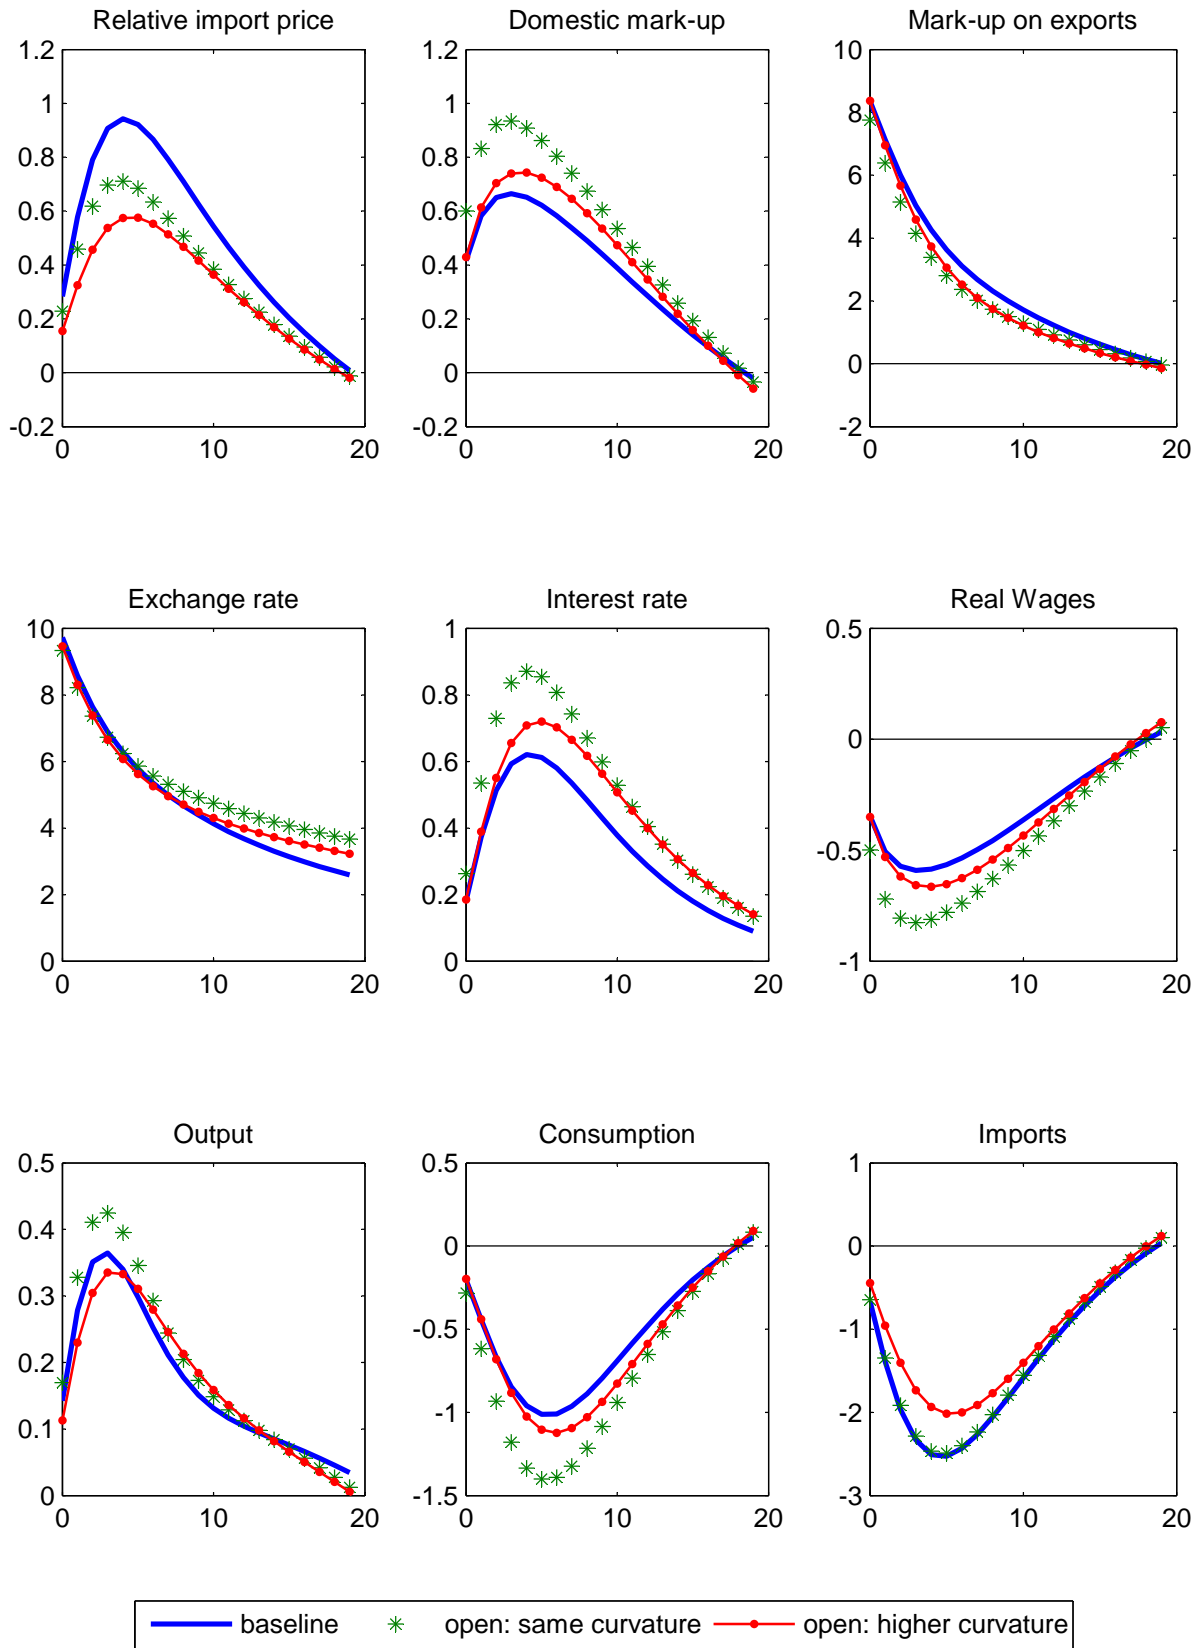 Relative import price Domestic mark-up Mark-up on exports
1.2 1.2 10
1 1 8
0.8 0.8 6
0.6 0.6 4
0.4 0.4 2
0.2 0.2 0
0 0
-0.2 -0.2 -2
0 10 20 0 10 20 0 10 20
Exchange rate Interest rate Real Wages
10 1 0.5
8 0.8
6 0.6 0
4 0.4 -0.5
2 0.2
0 0 -1
0 10 20 0 10 20 0 10 20
Output Consumption Imports
0.5 0.5 1
0.4 0 0
0.3 -0.5 -1
0.2
0.1 -1 -2
0 -1.5 -3
0 10 20 0 10 20 0 10 20
baseline open: same curvature open: higher curvature